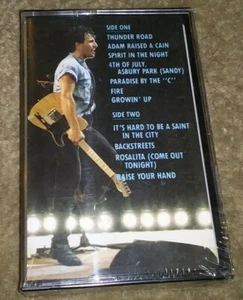 SIDE ONE
THUNDER ROAD
ADAM RAISED A CAIN
SPIRIT IN THE NIGHT
4TH OF JULY,
ASBURY PARK (SANDY)
PARADISE BY THE "C"
FIRE
GROWIN' UP
SIDE TWO
IT'S HARD TO BE A SAINT
IN THE CITY
BACKSTREETS
ROSALITA (COME OUT
TONIGHT)
RAISE YOUR HAND